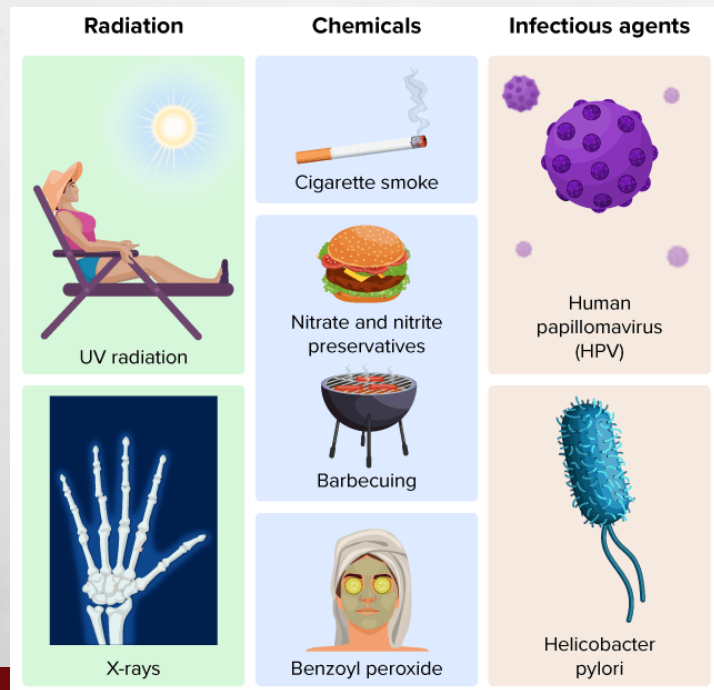 Radiation
Chemicals
Infectious agents
UV radiation
X-rays
Cigarette smoke
Nitrate and nitrite
preservatives
Barbecuing
Benzoyl peroxide
Human
papillomavirus
(HPV)
Helicobacter
pylori